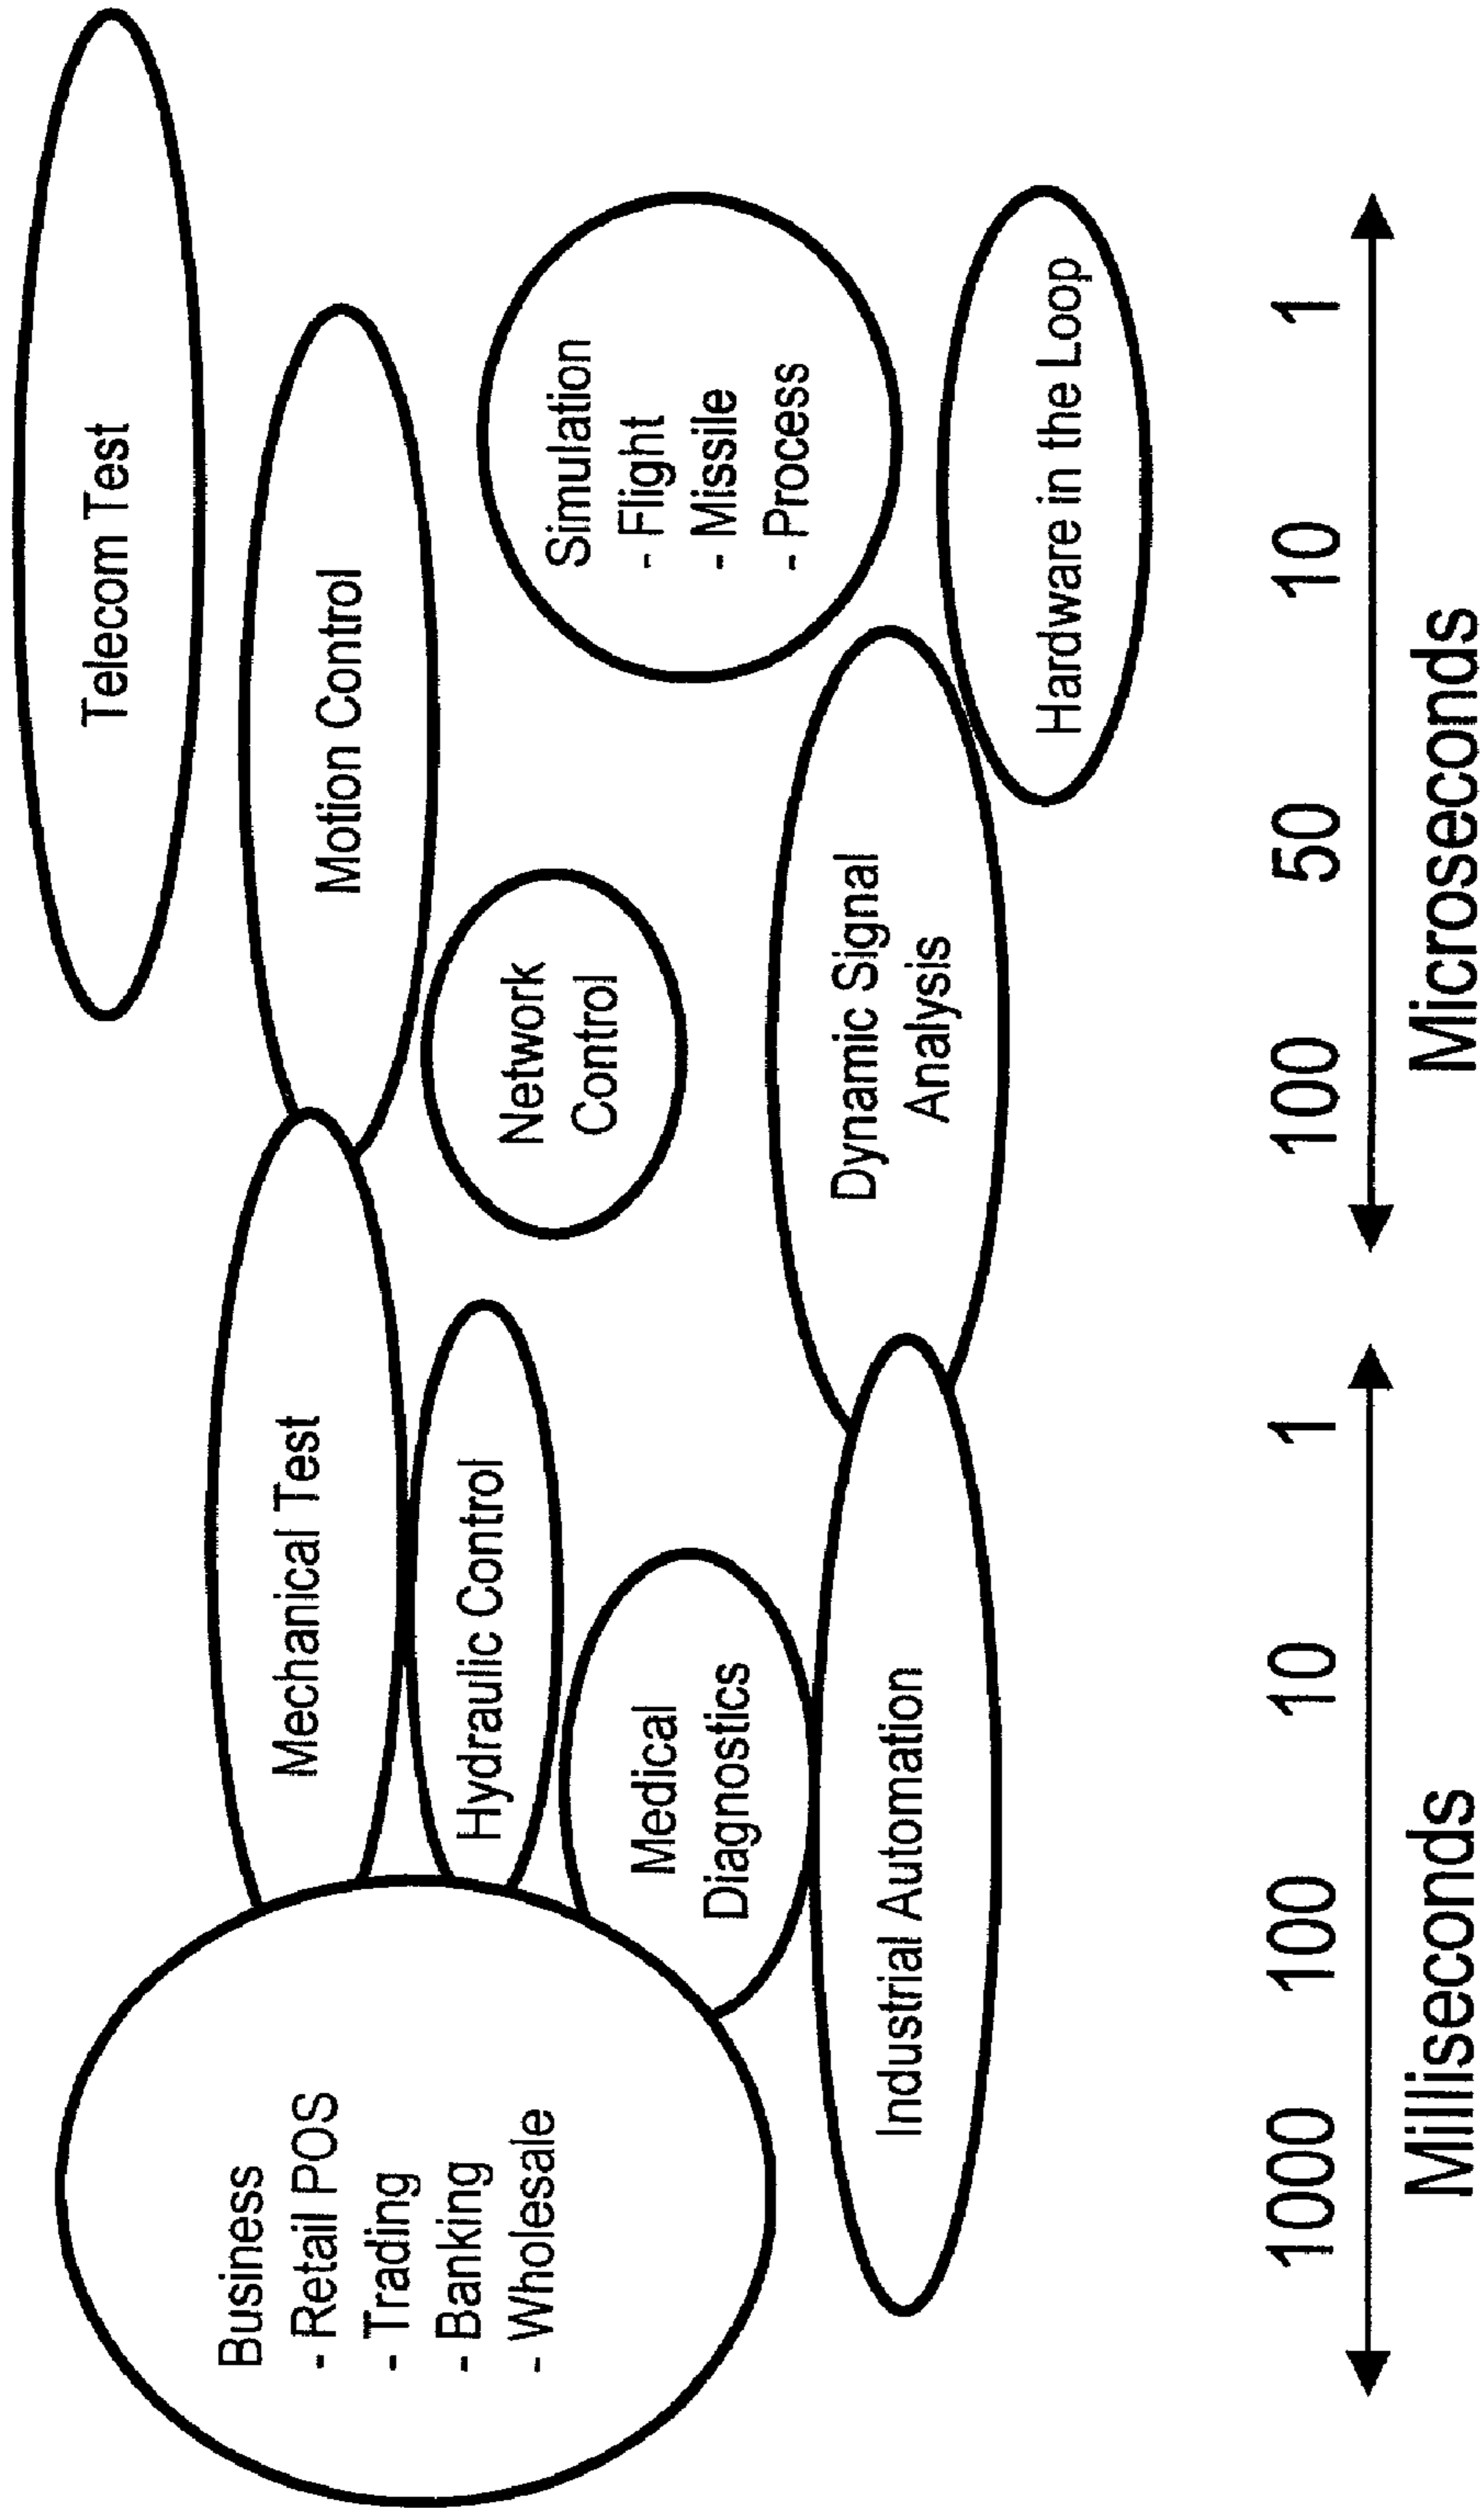 Telecom Test
Motion Control
Mechanical Test
Business
- Retail POS
- Trading
- Banking
- Wholesale
Hydraulic Control
Network
Control
Simulation
- Flight
- Missile
- Process
Medical
Diagnostics
Dynamic Signal
Analysis
Industrial Automation
Hardware in the Loop
1000 100 10 1
100 50 10 1
Milliseconds
Microseconds